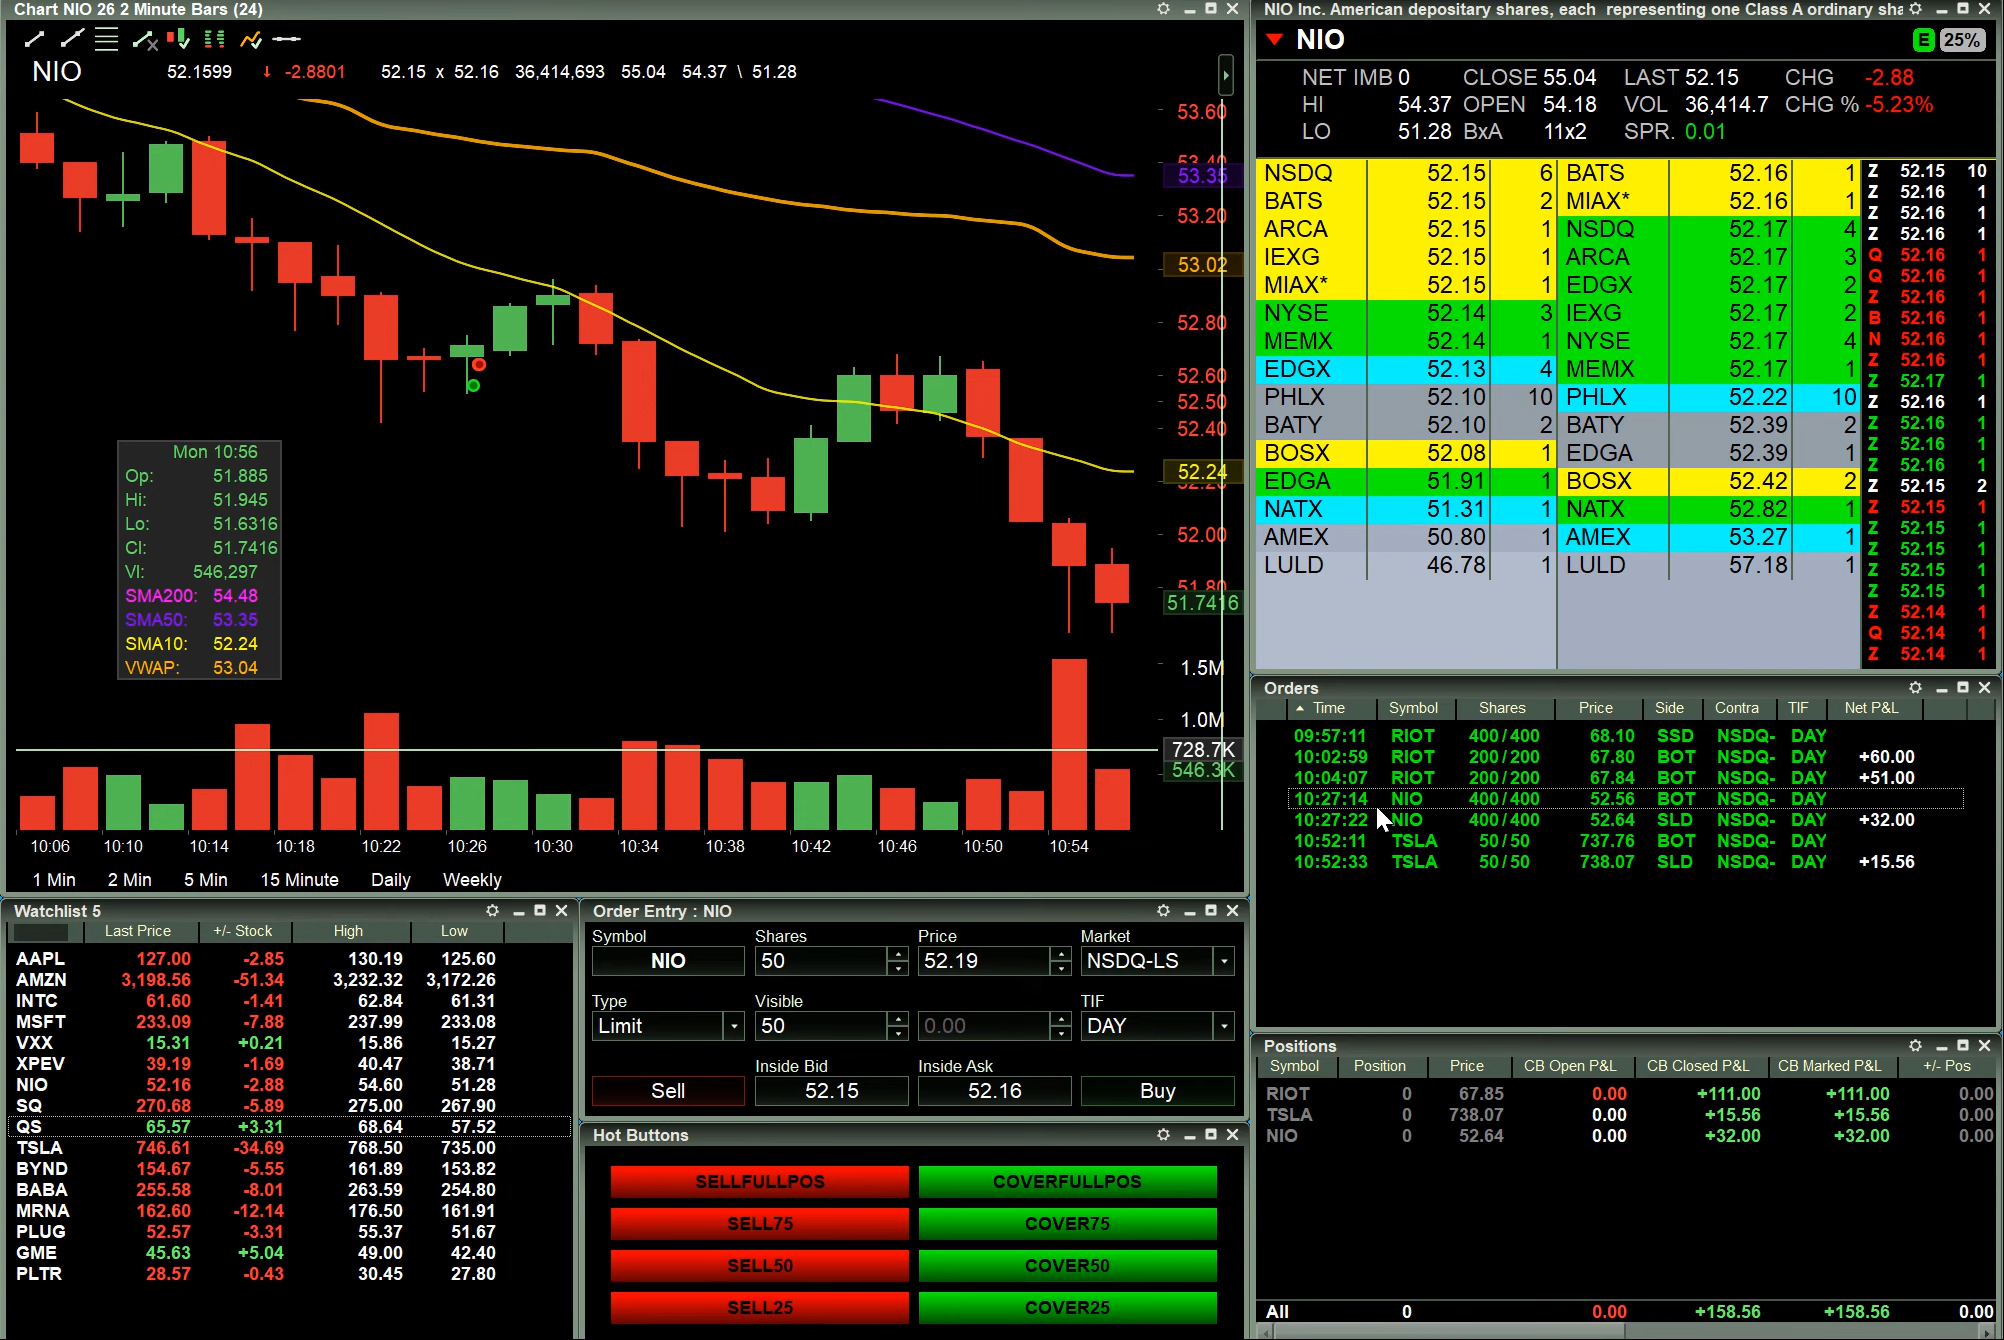 Chart NIO 26 2 Minute Bars (24)
NIO 52.1599 ↓ -2.8801 52.15 x 52.16 36,414,693 55.04 54.37 \ 51.28
53.60
53.40
53.35
53.20
53.02
52.80
52.60
52.50
52.40
52.24
52.20
52.00
51.80
51.7416
1.5M
1.0M
728.7K
546.3K
Mon 10:56
Op: 51.885
Hi: 51.945
Lo: 51.6316
Cl: 51.7416
Vl: 546,297
SMA200: 54.48
SMA50: 53.35
SMA10: 52.24
VWAP: 53.04
10:06 10:10 10:14 10:18 10:22 10:26 10:30 10:34 10:38 10:42 10:46 10:50 10:54
1 Min 2 Min 5 Min 15 Minute Daily Weekly
NIO Inc. American depositary shares, each representing one Class A ordinary sha
NIO E 25%
NET IMB 0 CLOSE 55.04 LAST 52.15 CHG -2.88
HI 54.37 OPEN 54.18 VOL 36,414.7 CHG % -5.23%
LO 51.28 BxA 11x2 SPR. 0.01
NSDQ 52.15 6 BATS 52.16 1
BATS 52.15 2 MIAX* 52.16 1
ARCA 52.15 1 NSDQ 52.17 4
IEXG 52.15 1 ARCA 52.17 3
MIAX* 52.15 1 EDGX 52.17 2
NYSE 52.14 3 IEXG 52.17 2
MEMX 52.14 1 NYSE 52.17 4
EDGX 52.13 4 MEMX 52.17 1
PHLX 52.10 10 PHLX 52.22 10
BATY 52.10 2 BATY 52.39 2
BOSX 52.08 1 EDGA 52.39 1
EDGA 51.91 1 BOSX 52.42 2
NATX 51.31 1 NATX 52.82 1
AMEX 50.80 1 AMEX 53.27 1
LULD 46.78 1 LULD 57.18 1
Z 52.15 10
Z 52.16 1
Z 52.16 1
Z 52.16 1
Q 52.16 1
Q 52.16 1
Z 52.16 1
B 52.16 1
N 52.16 1
Z 52.16 1
Z 52.17 1
Z 52.16 1
Z 52.16 1
Z 52.16 1
Z 52.16 1
Z 52.15 2
Z 52.15 1
Z 52.15 1
Z 52.15 1
Z 52.15 1
Z 52.15 1
Z 52.14 1
Q 52.14 1
Z 52.14 1
Orders
Time Symbol Shares Price Side Contra TIF Net P&L
09:57:11 RIOT 400/400 68.10 SSD NSDQ- DAY
10:02:59 RIOT 200/200 67.80 BOT NSDQ- DAY +60.00
10:04:07 RIOT 200/200 67.84 BOT NSDQ- DAY +51.00
10:27:14 NIO 400/400 52.56 BOT NSDQ- DAY
10:27:22 NIO 400/400 52.64 SLD NSDQ- DAY +32.00
10:52:11 TSLA 50/50 737.76 BOT NSDQ- DAY
10:52:33 TSLA 50/50 738.07 SLD NSDQ- DAY +15.56
Watchlist 5
Last Price +/- Stock High Low
AAPL 127.00 -2.85 130.19 125.60
AMZN 3,198.56 -51.34 3,232.32 3,172.26
INTC 61.60 -1.41 62.84 61.31
MSFT 233.09 -7.88 237.99 233.08
VXX 15.31 +0.21 15.86 15.27
XPEV 39.19 -1.69 40.47 38.71
NIO 52.16 -2.88 54.60 51.28
SQ 270.68 -5.89 275.00 267.90
QS 65.57 +3.31 68.64 57.52
TSLA 746.61 -34.69 768.50 735.00
BYND 154.67 -5.55 161.89 153.82
BABA 255.58 -8.01 263.59 254.80
MRNA 162.60 -12.14 176.50 161.91
PLUG 52.57 -3.31 55.37 51.67
GME 45.63 +5.04 49.00 42.40
PLTR 28.57 -0.43 30.45 27.80
Order Entry : NIO
Symbol Shares Price Market
NIO 50 52.19 NSDQ-LS
Type Visible TIF
Limit 50 0.00 DAY
Inside Bid Inside Ask
Sell 52.15 52.16 Buy
Hot Buttons
SELLFULLPOS COVERFULLPOS
SELL75 COVER75
SELL50 COVER50
SELL25 COVER25
Positions
Symbol Position Price CB Open P&L CB Closed P&L CB Marked P&L +/- Pos
RIOT 0 67.85 0.00 +111.00 +111.00 0.00
TSLA 0 738.07 0.00 +15.56 +15.56 0.00
NIO 0 52.64 0.00 +32.00 +32.00 0.00
All 0 0.00 +158.56 +158.56 0.00